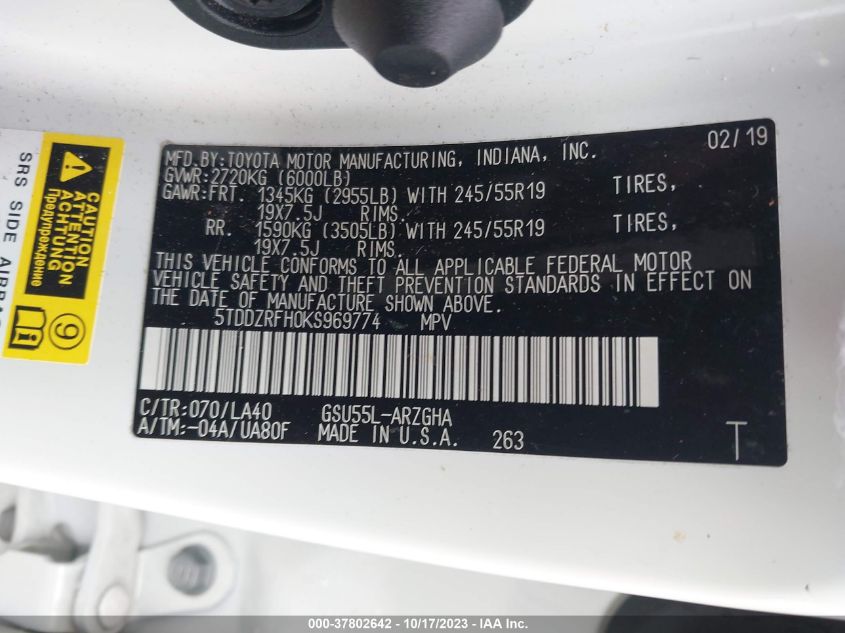 MFD.BY:TOYOTA MOTOR MANUFACTURING, INDIANA, INC. 02/19
GVWR:2720KG (6000LB)
GAWR:FRT. 1345KG (2955LB) WITH 245/55R19 TIRES,
19X7.5J RIMS.
RR. 1590KG (3505LB) WITH 245/55R19 TIRES,
19X7.5J RIMS.
THIS VEHICLE CONFORMS TO ALL APPLICABLE FEDERAL MOTOR
VEHICLE SAFETY AND THEFT PREVENTION STANDARDS IN EFFECT ON
THE DATE OF MANUFACTURE SHOWN ABOVE.
5TDDZRFH0KS969774 MPV
C/TR:070/LA40 GSU55L-ARZGHA
A/TM:-04A/UA80F MADE IN U.S.A. 263 T
CAUTION
ATTENTION
ACHTUNG
Предупреждение
9
SRS SIDE AIRBAG
000-37802642 - 10/17/2023 - IAA Inc.